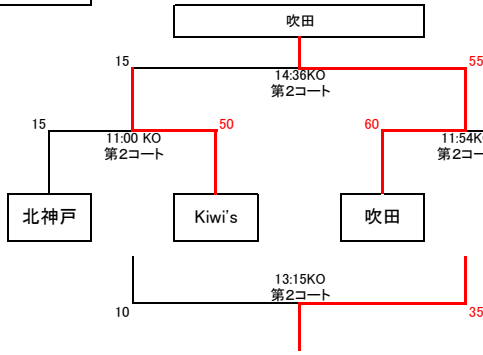 吹田
15
55
14:36KO
第2コート
15
50
60
11:00 KO
第2コート
11:54K
第2コー
北神戸
Kiwi's
吹田
13:15KO
第2コート
10
35